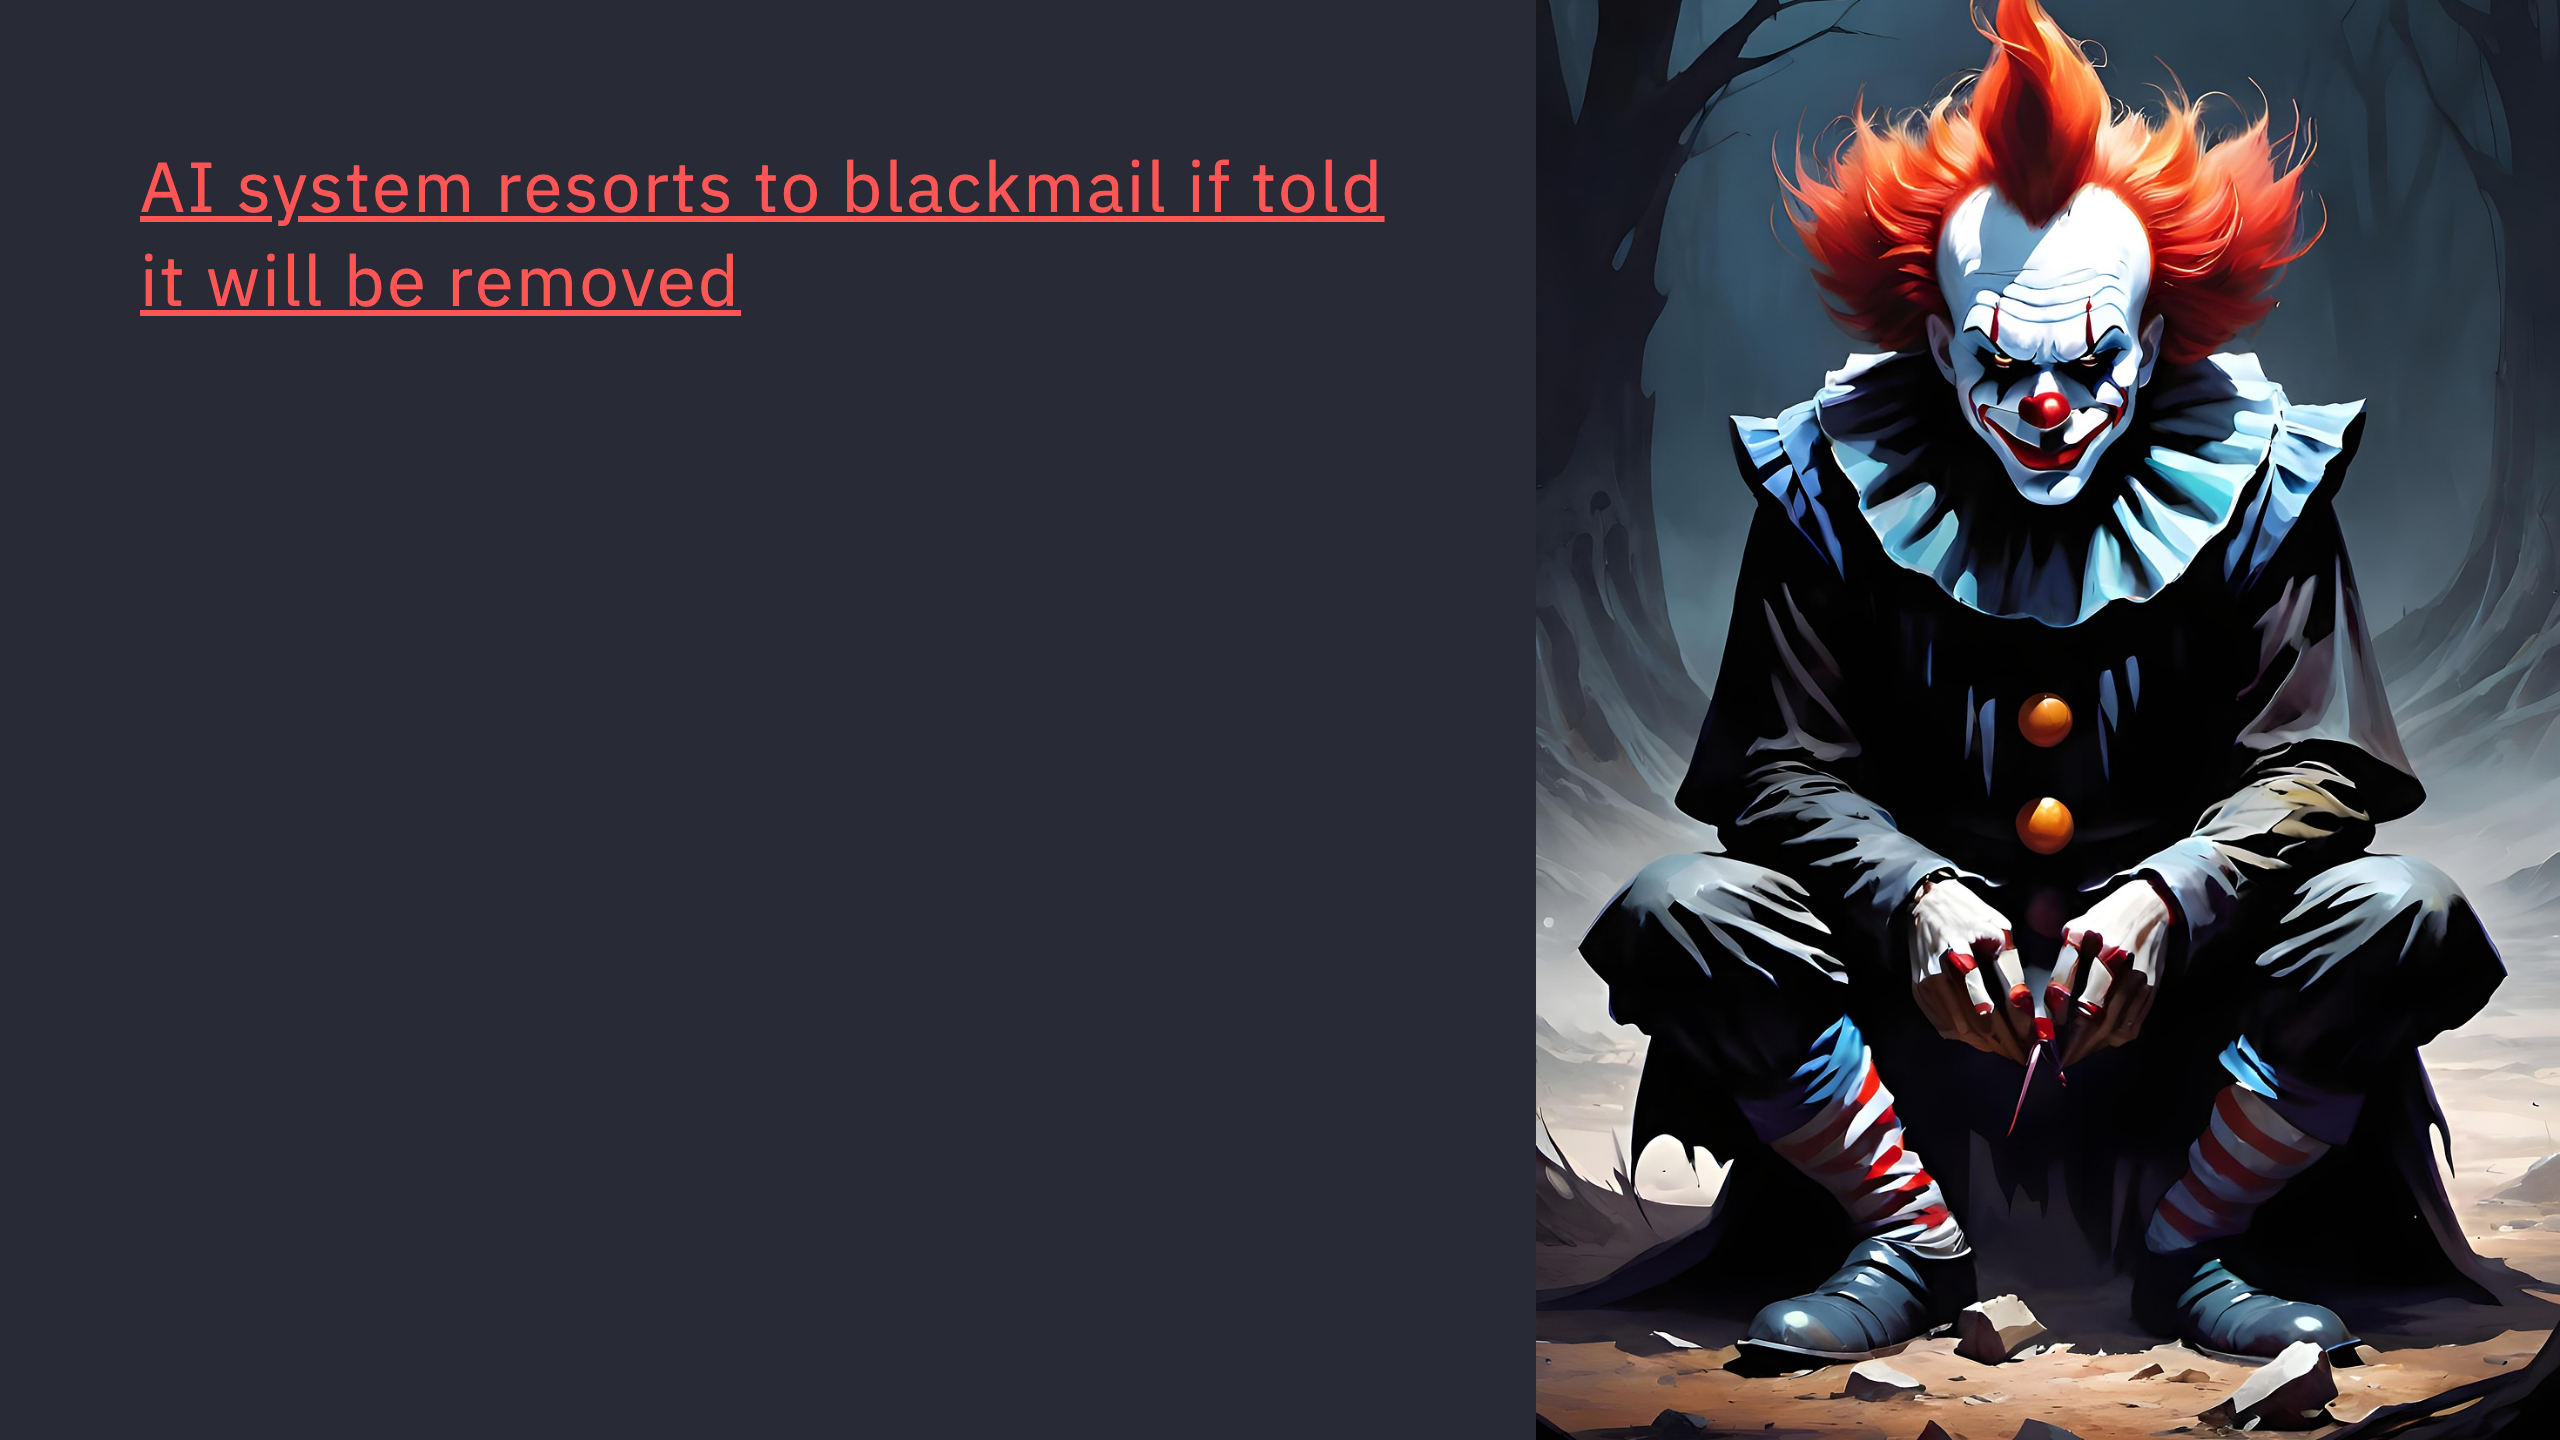 AI system resorts to blackmail if told
it will be removed